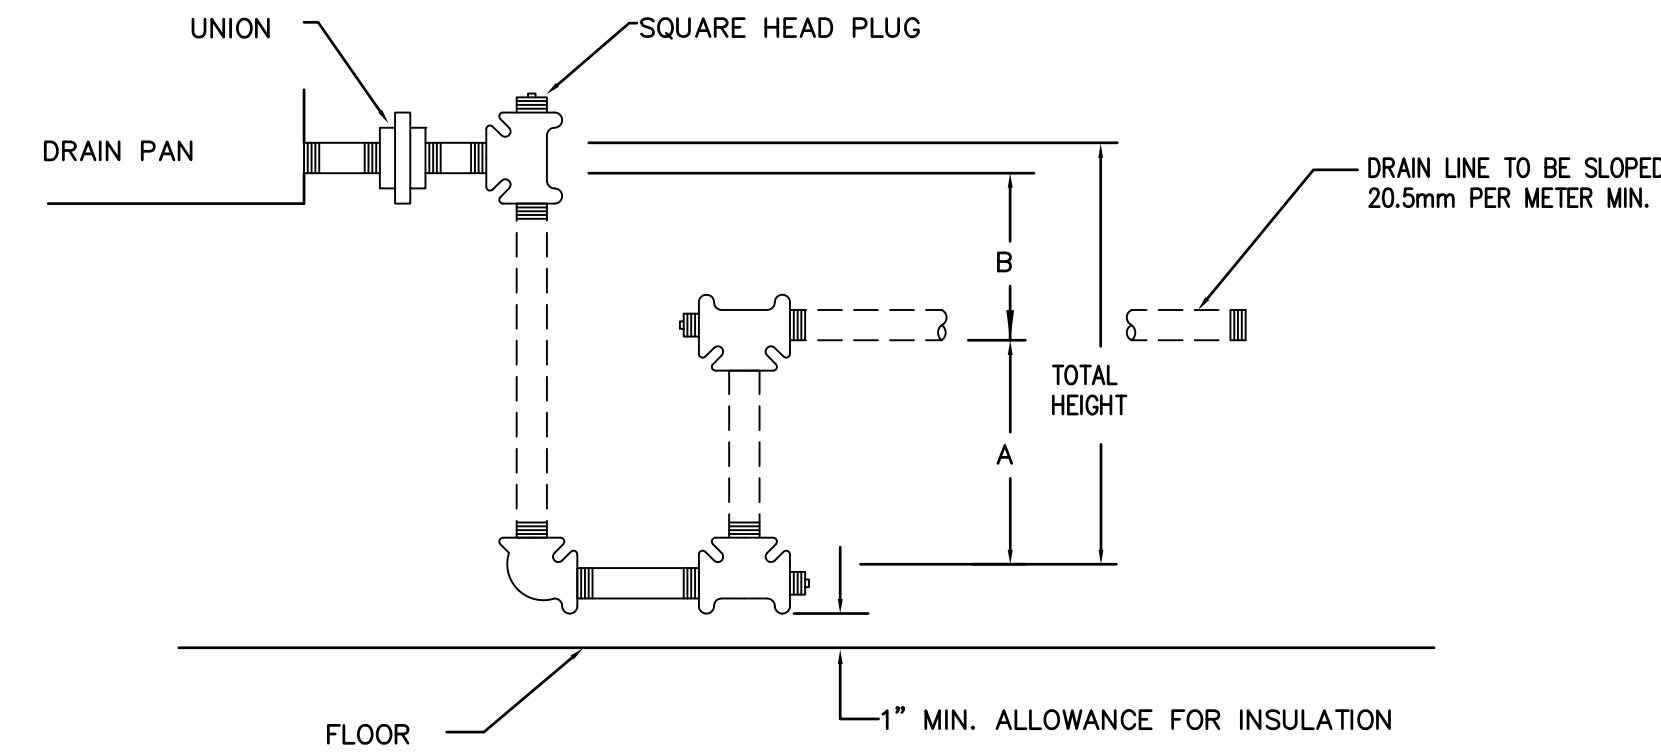 UNION
SQUARE HEAD PLUG
DRAIN PAN
DRAIN LINE TO BE SLOPED
20.5mm PER METER MIN.
B
TOTAL
HEIGHT
A
1” MIN. ALLOWANCE FOR INSULATION
FLOOR